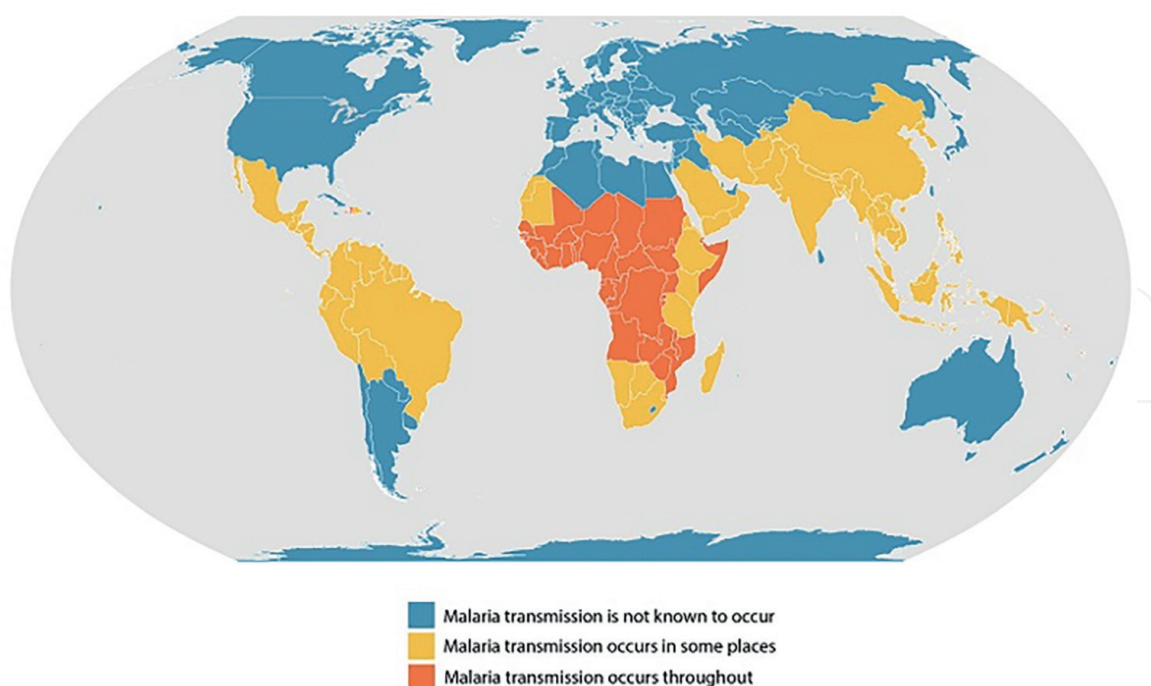 Malaria transmission is not known to occur
Malaria transmission occurs in some places
Malaria transmission occurs throughout